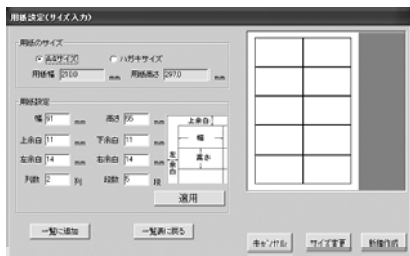 用紙設定(サイズ入力)
用紙のサイズ
A4サイズ ハガキサイズ
用紙幅 210.0 mm 用紙高さ 297.0 mm
用紙設定
幅 91 mm 高さ 55 mm
上余白 11 mm 下余白 11 mm
左余白 14 mm 右余白 14 mm
列数 2 列 段数 5 段
上余白
幅
左余白
高さ
適用
一覧に追加 一覧表に戻る
キャンセル サイズ変更 新規作成